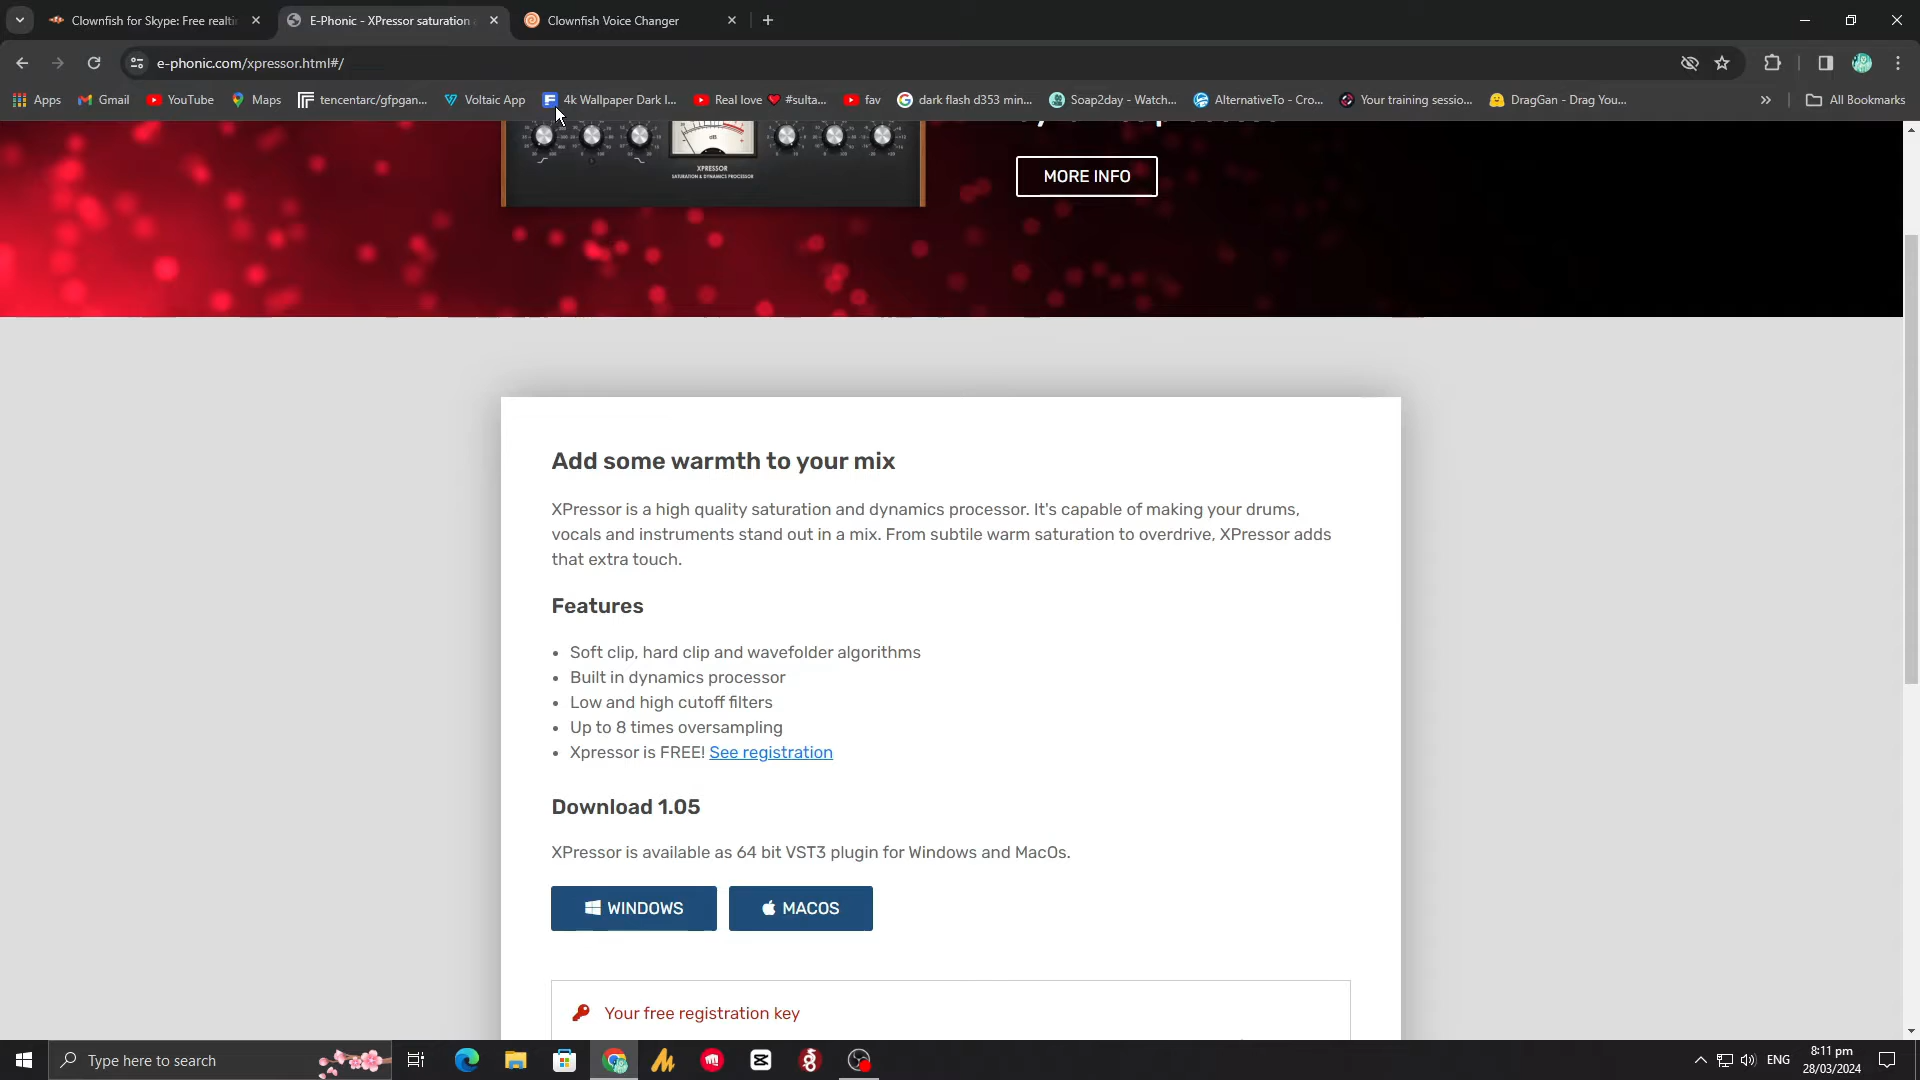 Clownfish for Skype: Free realti
E-Phonic - XPressor saturation
Clownfish Voice Changer
e-phonic.com/xpressor.html#/
Apps
Gmail
YouTube
Maps
tencentarc/gfpgan...
Voltaic App
4k Wallpaper Dark I...
Real love ❤ #sulta...
fav
dark flash d353 min...
Soap2day - Watch...
AlternativeTo - Cro...
Your training sessio...
DragGan - Drag You...
»
All Bookmarks
XPRESSOR
SATURATION & DYNAMICS PROCESSOR
MORE INFO
Add some warmth to your mix
XPressor is a high quality saturation and dynamics processor. It's capable of making your drums,
vocals and instruments stand out in a mix. From subtile warm saturation to overdrive, XPressor adds
that extra touch.
Features
• Soft clip, hard clip and wavefolder algorithms
• Built in dynamics processor
• Low and high cutoff filters
• Up to 8 times oversampling
• Xpressor is FREE! See registration
Download 1.05
XPressor is available as 64 bit VST3 plugin for Windows and MacOs.
WINDOWS
MACOS
Your free registration key
Type here to search
ENG
8:11 pm
28/03/2024